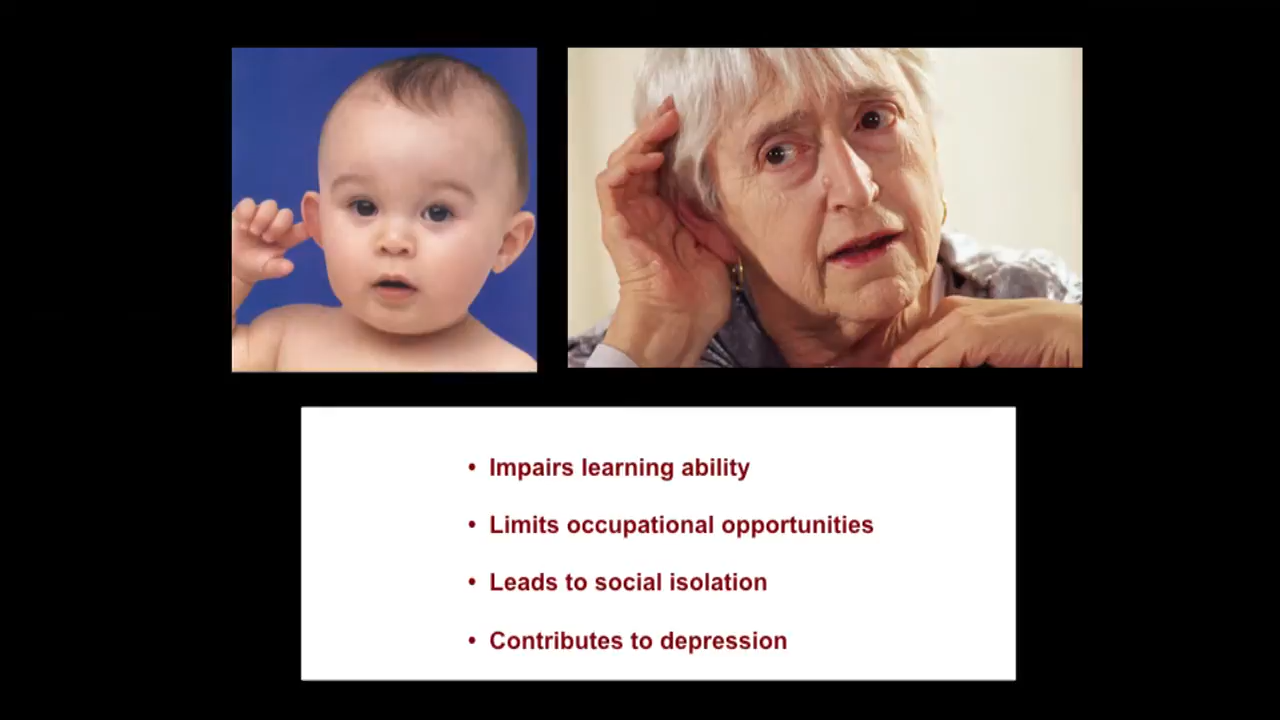 • Impairs learning ability
• Limits occupational opportunities
• Leads to social isolation
• Contributes to depression